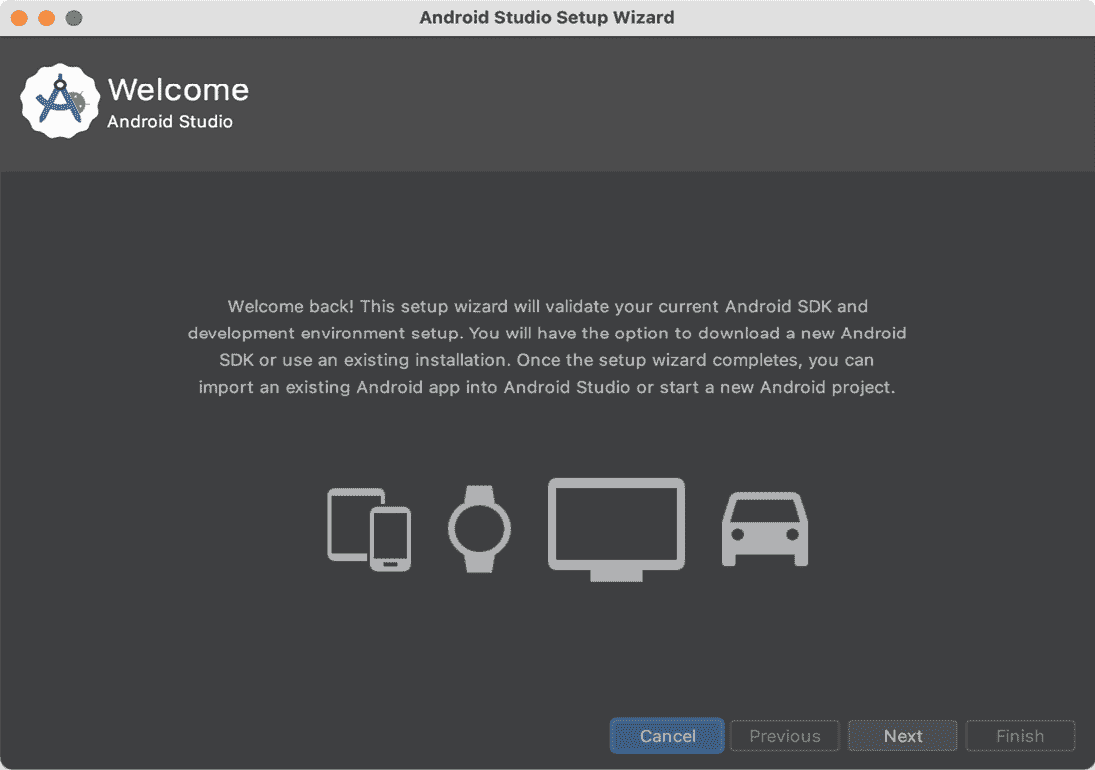 Android Studio Setup Wizard
Welcome
Android Studio
Welcome back! This setup wizard will validate your current Android SDK and
development environment setup. You will have the option to download a new Android
SDK or use an existing installation. Once the setup wizard completes, you can
import an existing Android app into Android Studio or start a new Android project.
Cancel Previous Next Finish